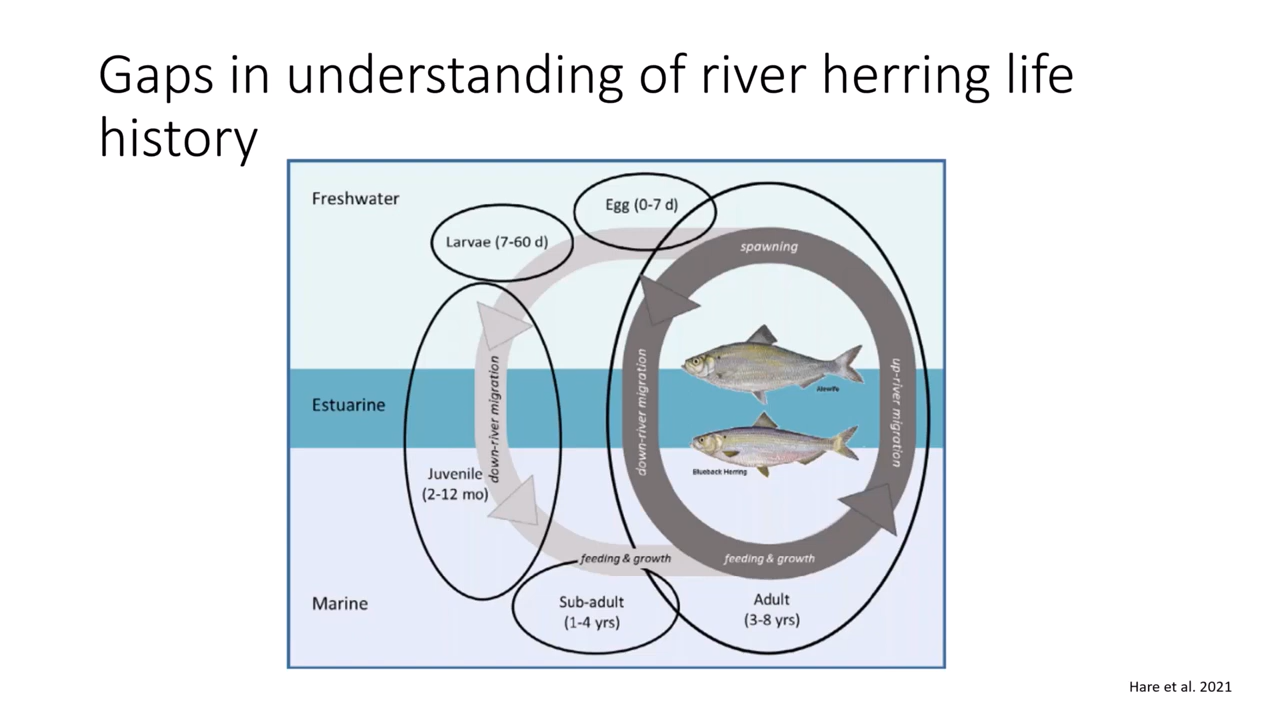 Gaps in understanding of river herring life
history
Freshwater
Egg (0-7 d)
Larvae (7-60 d)
spawning
down-river migration
down-river migration
up-river migration
Alewife
Estuarine
Blueback Herring
Juvenile
(2-12 mo)
feeding & growth
feeding & growth
Marine
Sub-adult
(1-4 yrs)
Adult
(3-8 yrs)
Hare et al. 2021